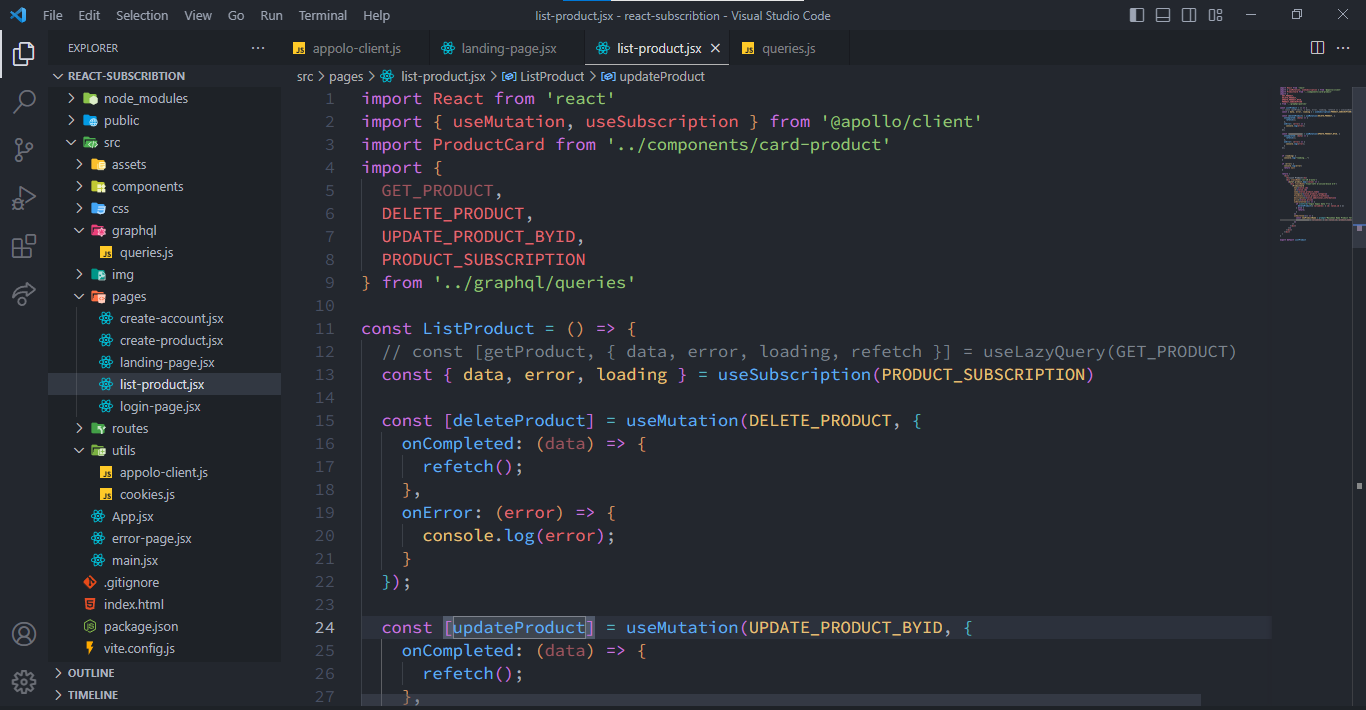 File Edit Selection View Go Run Terminal Help
list-product.jsx - react-subscribtion - Visual Studio Code
EXPLORER
appolo-client.js landing-page.jsx list-product.jsx queries.js
REACT-SUBSCRIBTION
node_modules
public
src
assets
components
css
graphql
queries.js
img
pages
create-account.jsx
create-product.jsx
landing-page.jsx
list-product.jsx
login-page.jsx
routes
utils
appolo-client.js
cookies.js
App.jsx
error-page.jsx
main.jsx
.gitignore
index.html
package.json
vite.config.js
OUTLINE
TIMELINE
src > pages > list-product.jsx > ListProduct > updateProduct
1 import React from 'react'
2 import { useMutation, useSubscription } from '@apollo/client'
3 import ProductCard from '../components/card-product'
4 import {
5 GET_PRODUCT,
6 DELETE_PRODUCT,
7 UPDATE_PRODUCT_BYID,
8 PRODUCT_SUBSCRIPTION
9 } from '../graphql/queries'
10
11 const ListProduct = () => {
12 // const [getProduct, { data, error, loading, refetch }] = useLazyQuery(GET_PRODUCT)
13 const { data, error, loading } = useSubscription(PRODUCT_SUBSCRIPTION)
14
15 const [deleteProduct] = useMutation(DELETE_PRODUCT, {
16 onCompleted: (data) => {
17 refetch();
18 },
19 onError: (error) => {
20 console.log(error);
21 }
22 });
23
24 const [updateProduct] = useMutation(UPDATE_PRODUCT_BYID, {
25 onCompleted: (data) => {
26 refetch();
27 },